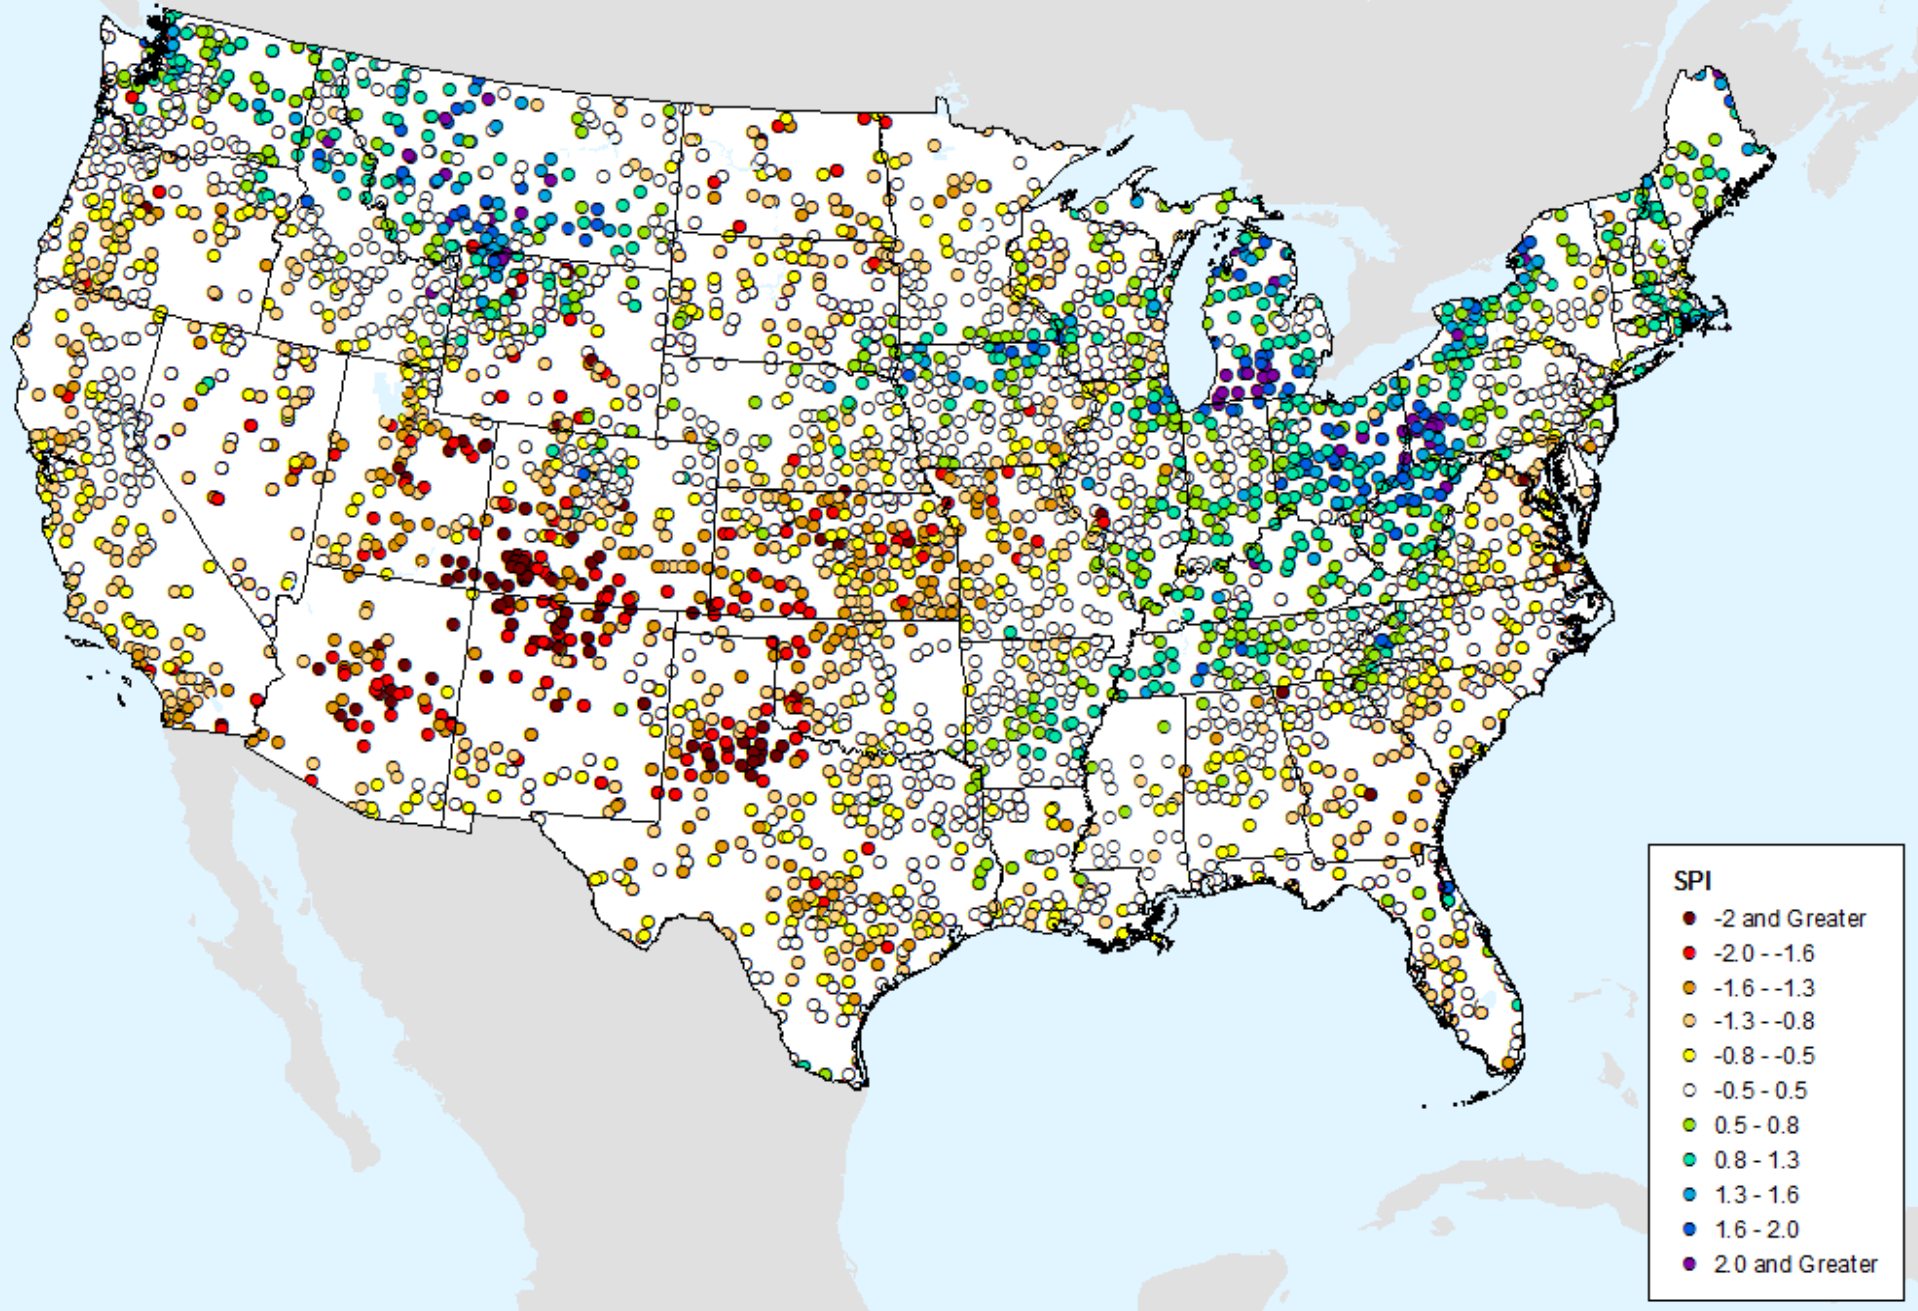 SPI
-2 and Greater
-2.0 - -1.6
-1.6 - -1.3
-1.3 - -0.8
-0.8 - -0.5
-0.5 - 0.5
0.5 - 0.8
0.8 - 1.3
1.3 - 1.6
1.6 - 2.0
2.0 and Greater